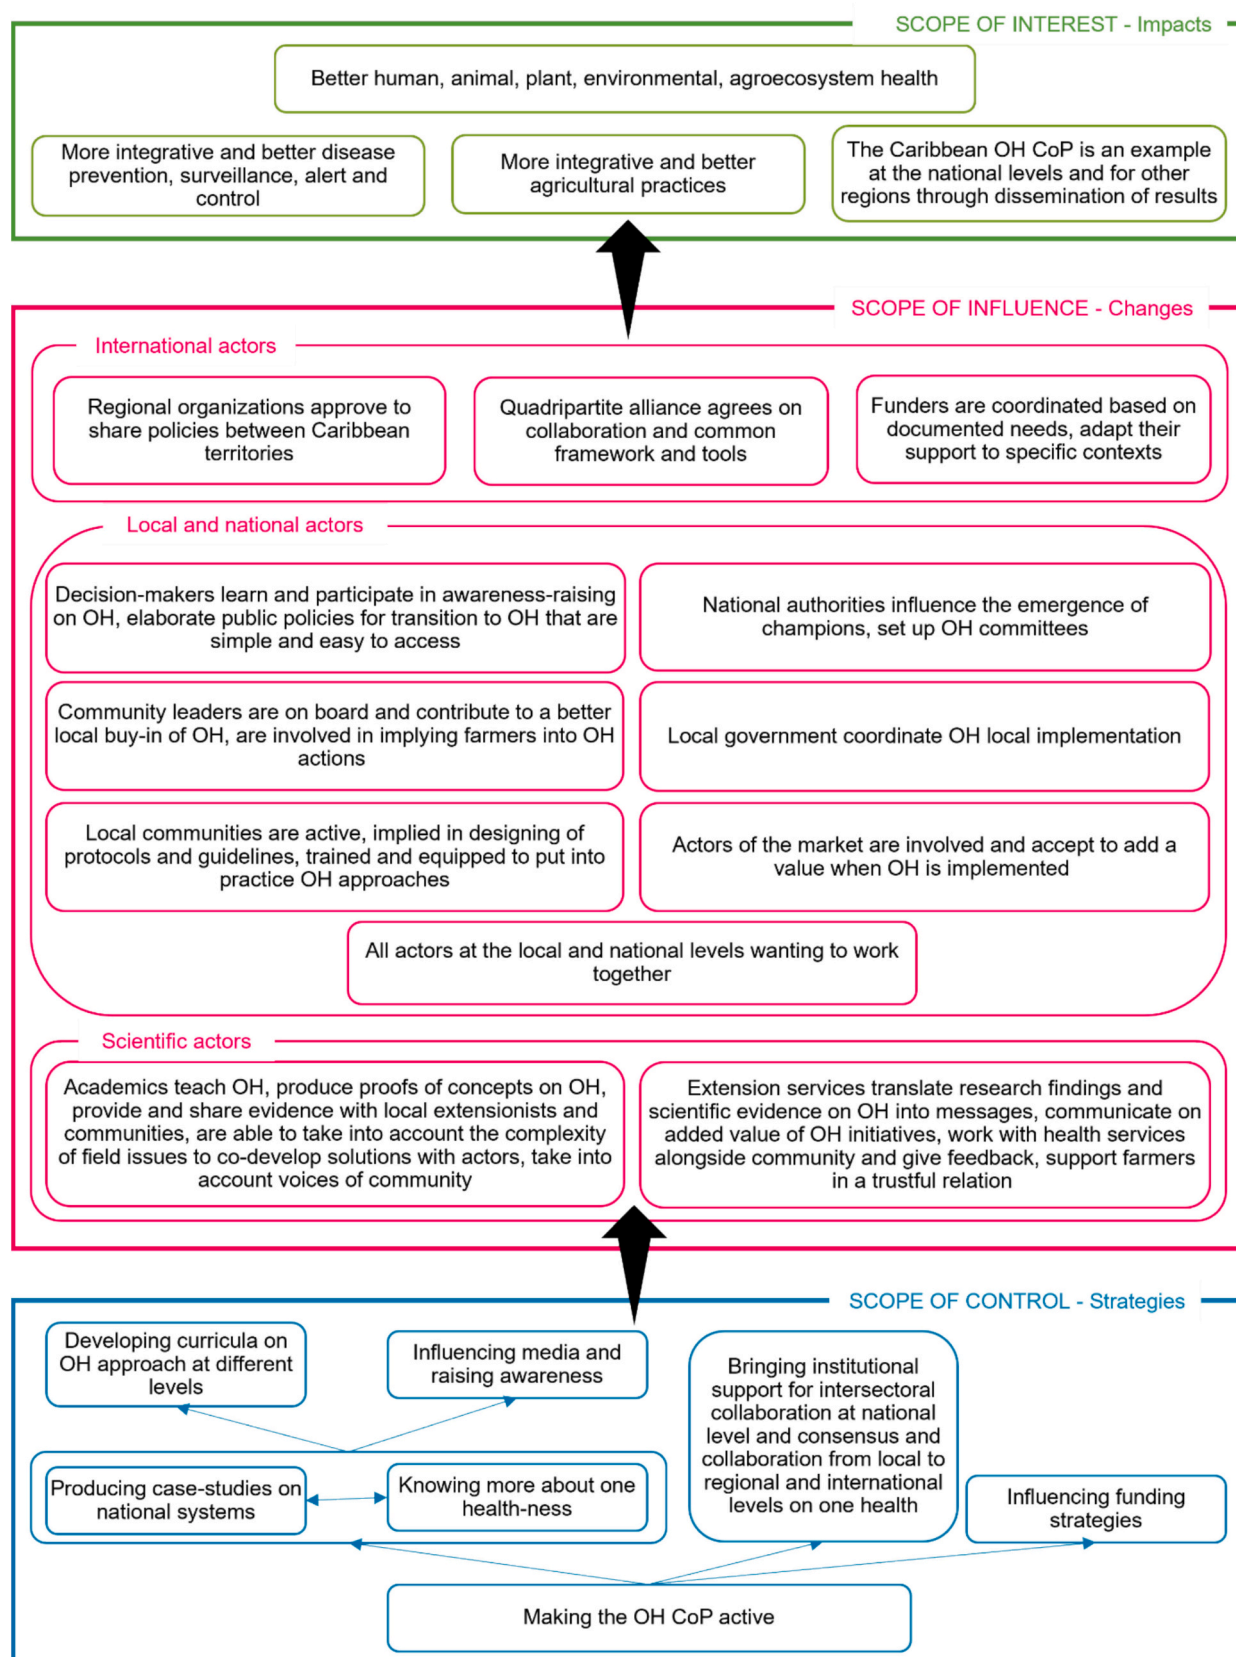 SCOPE OF INTEREST - Impacts
Better human, animal, plant, environmental, agroecosystem health
More integrative and better disease
prevention, surveillance, alert and
control
More integrative and better
agricultural practices
The Caribbean OH CoP is an example
at the national levels and for other
regions through dissemination of results
SCOPE OF INFLUENCE - Changes
International actors
Regional organizations approve to
share policies between Caribbean
territories
Quadripartite alliance agrees on
collaboration and common
framework and tools
Funders are coordinated based on
documented needs, adapt their
support to specific contexts
Local and national actors
Decision-makers learn and participate in awareness-raising
on OH, elaborate public policies for transition to OH that are
simple and easy to access
National authorities influence the emergence of
champions, set up OH committees
Community leaders are on board and contribute to a better
local buy-in of OH, are involved in implying farmers into OH
actions
Local government coordinate OH local implementation
Local communities are active, implied in designing of
protocols and guidelines, trained and equipped to put into
practice OH approaches
Actors of the market are involved and accept to add a
value when OH is implemented
All actors at the local and national levels wanting to work
together
Scientific actors
Academics teach OH, produce proofs of concepts on OH,
provide and share evidence with local extensionists and
communities, are able to take into account the complexity
of field issues to co-develop solutions with actors, take into
account voices of community
Extension services translate research findings and
scientific evidence on OH into messages, communicate on
added value of OH initiatives, work with health services
alongside community and give feedback, support farmers
in a trustful relation
SCOPE OF CONTROL - Strategies
Developing curricula on
OH approach at different
levels
Influencing media and
raising awareness
Bringing institutional
support for intersectoral
collaboration at national
level and consensus and
collaboration from local to
regional and international
levels on one health
Producing case-studies on
national systems
Knowing more about one
health-ness
Influencing funding
strategies
Making the OH CoP active